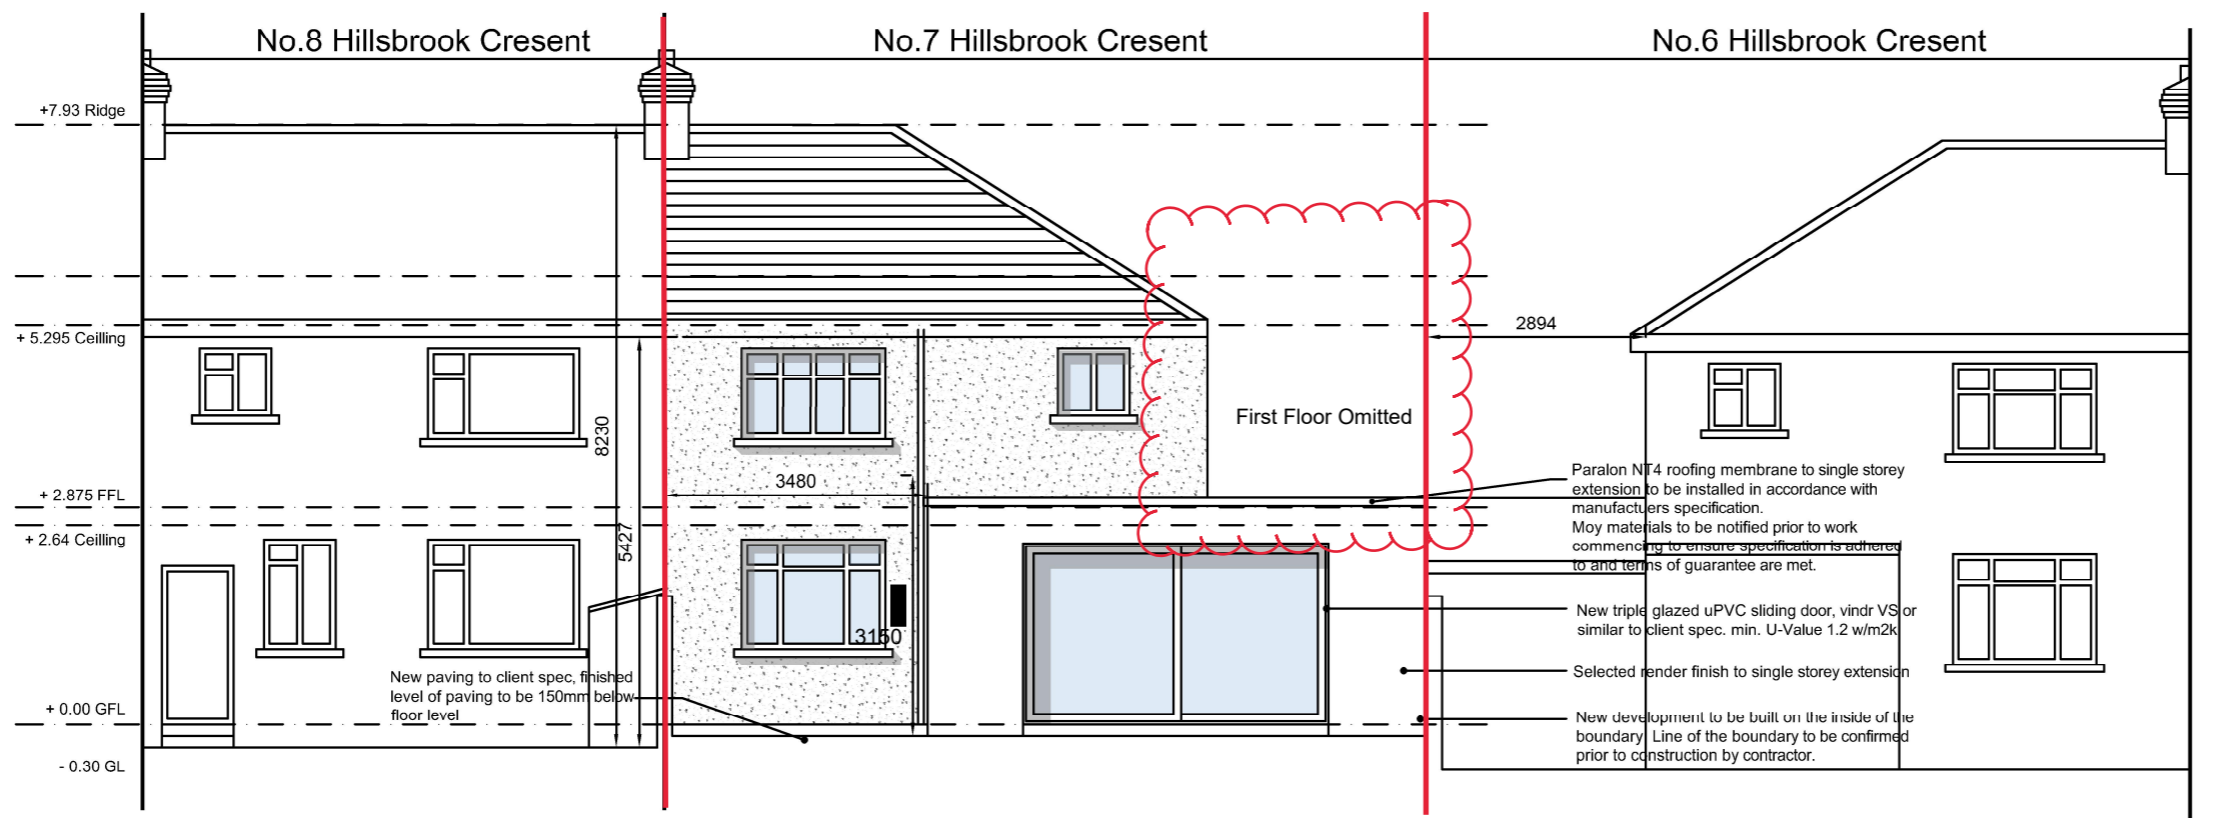 No.8 Hillsbrook Cresent
No.7 Hillsbrook Cresent
No.6 Hillsbrook Cresent
+7.93 Ridge
+ 5.295 Ceilling
+ 2.875 FFL
+ 2.64 Ceilling
+ 0.00 GFL
- 0.30 GL
8230
5427
3480
3150
2894
First Floor Omitted
New paving to client spec, finished
level of paving to be 150mm below
floor level
Paralon NT4 roofing membrane to single storey
extension to be installed in accordance with
manufactuers specification.
Moy materials to be notified prior to work
commencing to ensure specification is adhered
to and terms of guarantee are met.
New triple glazed uPVC sliding door, vindr VS or
similar to client spec. min. U-Value 1.2 w/m2k
Selected render finish to single storey extension
New development to be built on the inside of the
boundary. Line of the boundary to be confirmed
prior to construction by contractor.